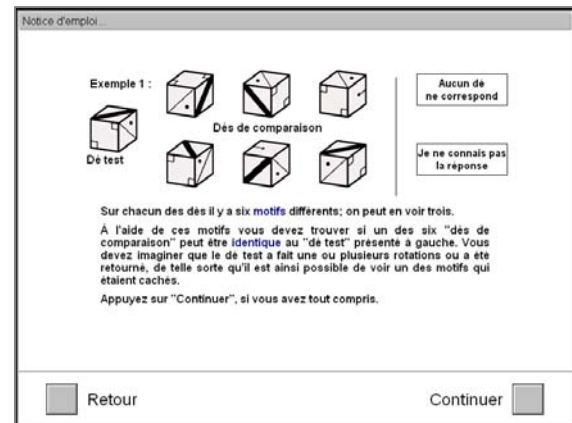 Notice d'emploi...
Exemple 1 :
Aucun dé
ne correspond
Dés de comparaison
Dé test
Je ne connais pas
la réponse
Sur chacun des dés il y a six motifs différents; on peut en voir trois.
À l'aide de ces motifs vous devez trouver si un des six "dés de
comparaison" peut être identique au "dé test" présenté à gauche. Vous
devez imaginer que le dé test a fait une ou plusieurs rotations ou a été
retourné, de telle sorte qu'il est ainsi possible de voir un des motifs qui
étaient cachés.
Appuyez sur "Continuer", si vous avez tout compris.
Retour
Continuer